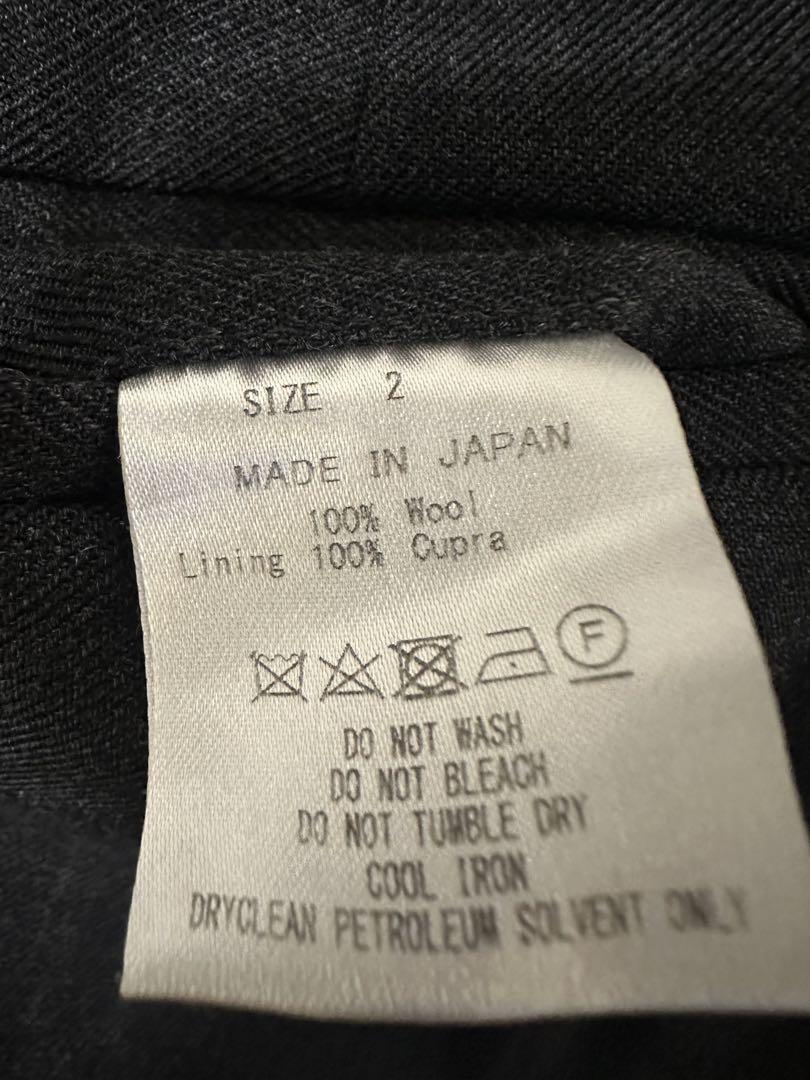 SIZE 2
MADE IN JAPAN
100% Wool
Lining 100% Cupra
F
DO NOT WASH
DO NOT BLEACH
DO NOT TUMBLE DRY
COOL IRON
DRYCLEAN PETROLEUM SOLVENT ONLY